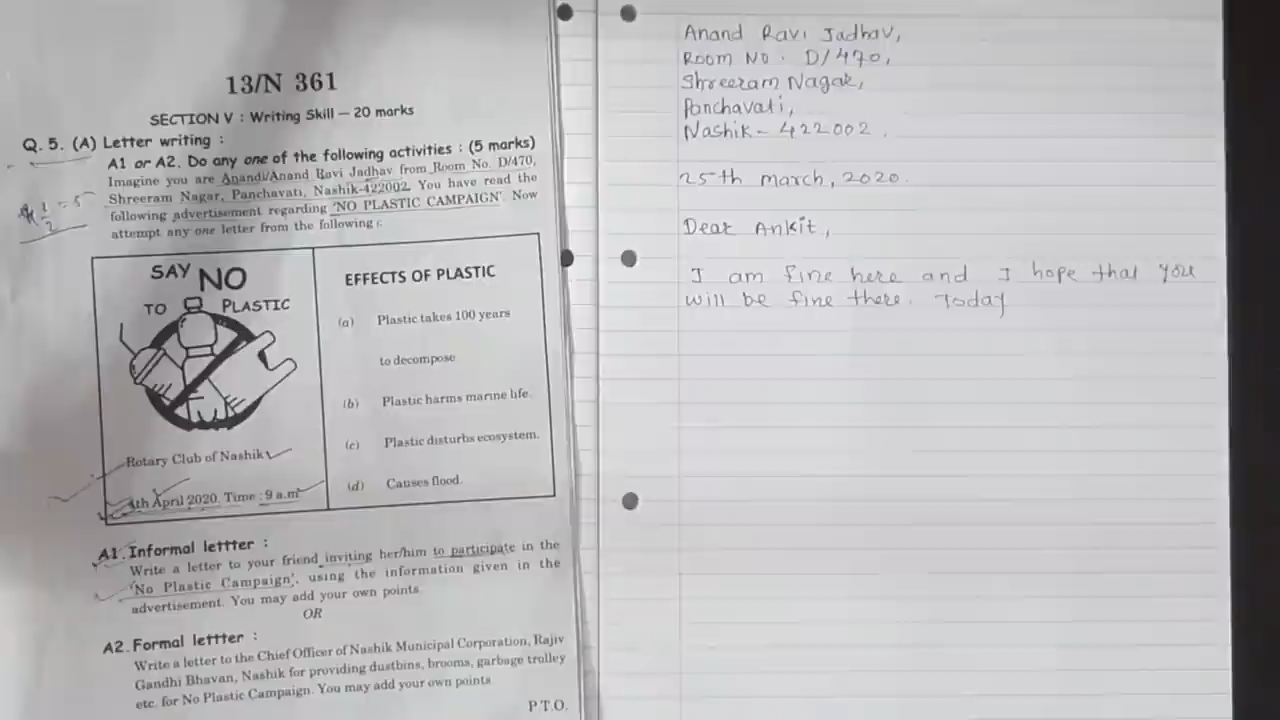 13/N 361
SECTION V : Writing Skill — 20 marks
Q. 5. (A) Letter writing :
A1 or A2. Do any one of the following activities : (5 marks)
Imagine you are Anandi/Anand Ravi Jadhav from Room No. D/470,
Shreeram Nagar, Panchavati, Nashik-422002. You have read the
following advertisement regarding 'NO PLASTIC CAMPAIGN'. Now
attempt any one letter from the following :
SAY NO
TO PLASTIC
Rotary Club of Nashik
4th April 2020. Time : 9 a.m
EFFECTS OF PLASTIC
(a) Plastic takes 100 years
to decompose
(b) Plastic harms marine life.
(c) Plastic disturbs ecosystem.
(d) Causes flood.
A1. Informal lettter :
Write a letter to your friend inviting her/him to participate in the
'No Plastic Campaign', using the information given in the
advertisement. You may add your own points.
OR
A2. Formal lettter :
Write a letter to the Chief Officer of Nashik Municipal Corporation, Rajiv
Gandhi Bhavan, Nashik for providing dustbins, brooms, garbage trolley
etc. for No Plastic Campaign. You may add your own points
P.T.O.
Anand Ravi Jadhav,
Room No. D/470,
Shreeram Nagar,
Panchavati,
Nashik - 422002.
25th march, 2020.
Dear Ankit,
I am fine here and I hope that you
will be fine there. Today